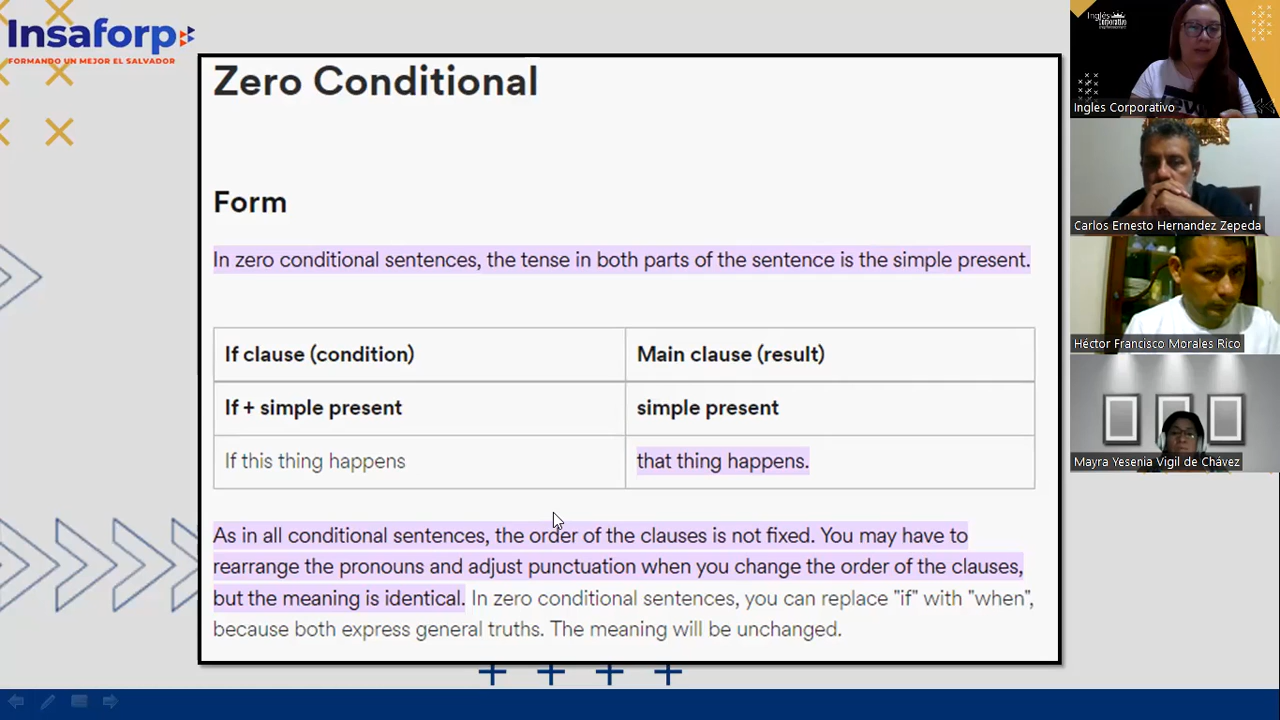 Insaforp
FORMANDO UN MEJOR EL SALVADOR
Zero Conditional
Form
In zero conditional sentences, the tense in both parts of the sentence is the simple present.
If clause (condition) Main clause (result)
If + simple present simple present
If this thing happens that thing happens.
As in all conditional sentences, the order of the clauses is not fixed. You may have to
rearrange the pronouns and adjust punctuation when you change the order of the clauses,
but the meaning is identical. In zero conditional sentences, you can replace "if" with "when",
because both express general truths. The meaning will be unchanged.
Inglés
Corporativo
Ingles Corporativo
Carlos Ernesto Hernandez Zepeda
Héctor Francisco Morales Rico
Mayra Yesenia Vigil de Chávez